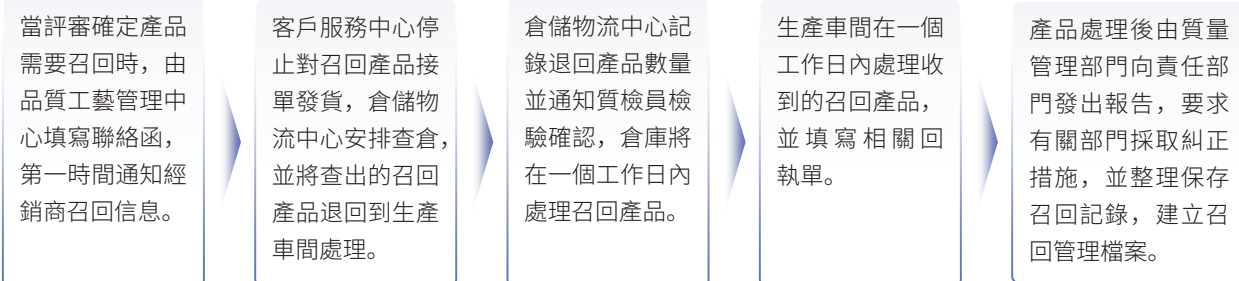 當評審確定產品
需要召回時，由
品質工藝管理中
心填寫聯絡函，
第一時間通知經
銷商召回信息。
客戶服務中心停
止對召回產品接
單發貨，倉儲物
流中心安排查倉，
並將查出的召回
產品退回到生產
車間處理。
倉儲物流中心記
錄退回產品數量
並通知質檢員檢
驗確認，倉庫將
在一個工作日內
處理召回產品。
生產車間在一個
工作日內處理收
到的召回產品，
並填寫相關回
執單。
產品處理後由質量
管理部門向責任部
門發出報告，要求
有關部門採取糾正
措施，並整理保存
召回記錄，建立召
回管理檔案。